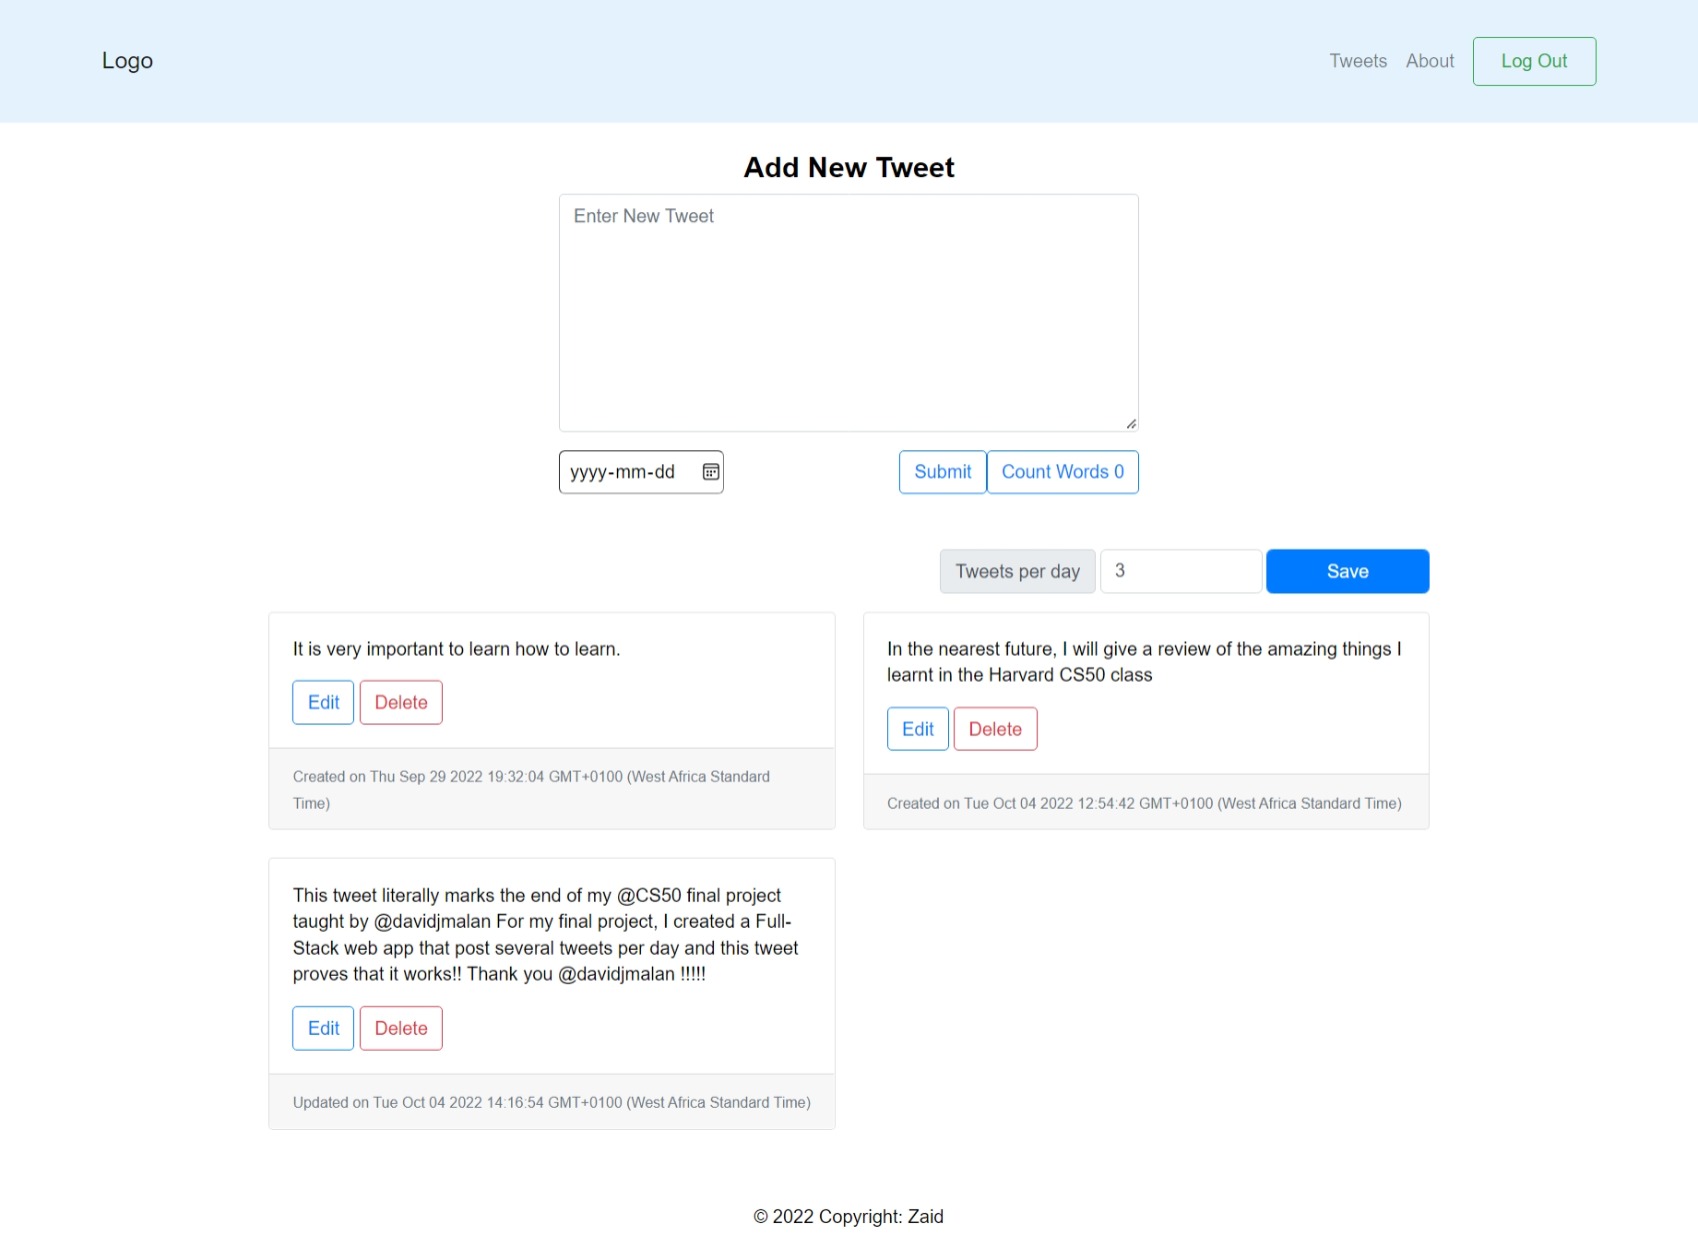 Logo
Tweets
About
Log Out
Add New Tweet
Enter New Tweet
yyyy-mm-dd
Submit
Count Words 0
Tweets per day
3
Save
It is very important to learn how to learn.
Edit
Delete
Created on Thu Sep 29 2022 19:32:04 GMT+0100 (West Africa Standard
Time)
In the nearest future, I will give a review of the amazing things I
learnt in the Harvard CS50 class
Edit
Delete
Created on Tue Oct 04 2022 12:54:42 GMT+0100 (West Africa Standard Time)
This tweet literally marks the end of my @CS50 final project
taught by @davidjmalan For my final project, I created a Full-
Stack web app that post several tweets per day and this tweet
proves that it works!! Thank you @davidjmalan !!!!!
Edit
Delete
Updated on Tue Oct 04 2022 14:16:54 GMT+0100 (West Africa Standard Time)
© 2022 Copyright: Zaid